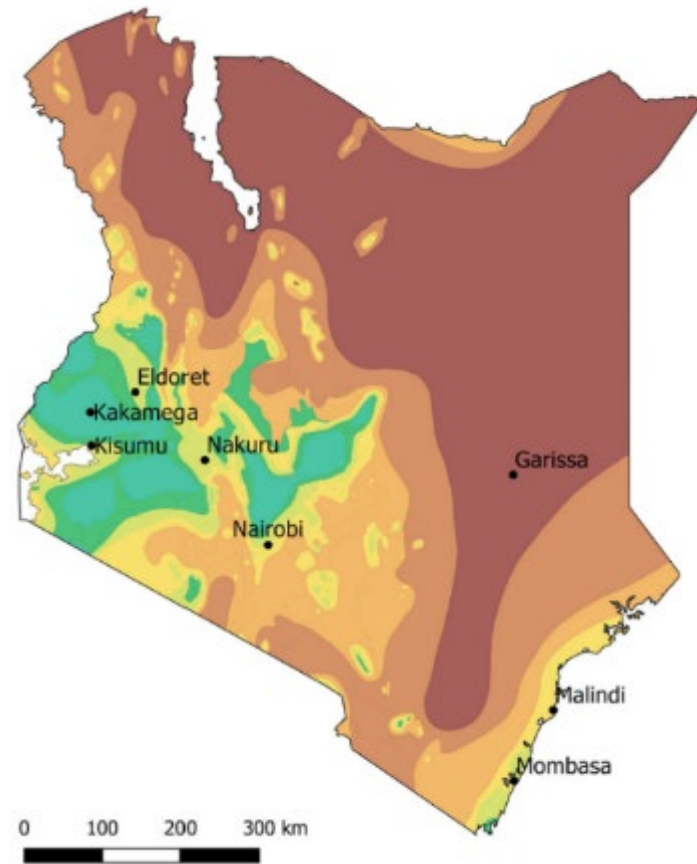 Eldoret
Kakamega
Kisumu
Nakuru
Garissa
Nairobi
Malindi
Mombasa
0 100 200 300 km